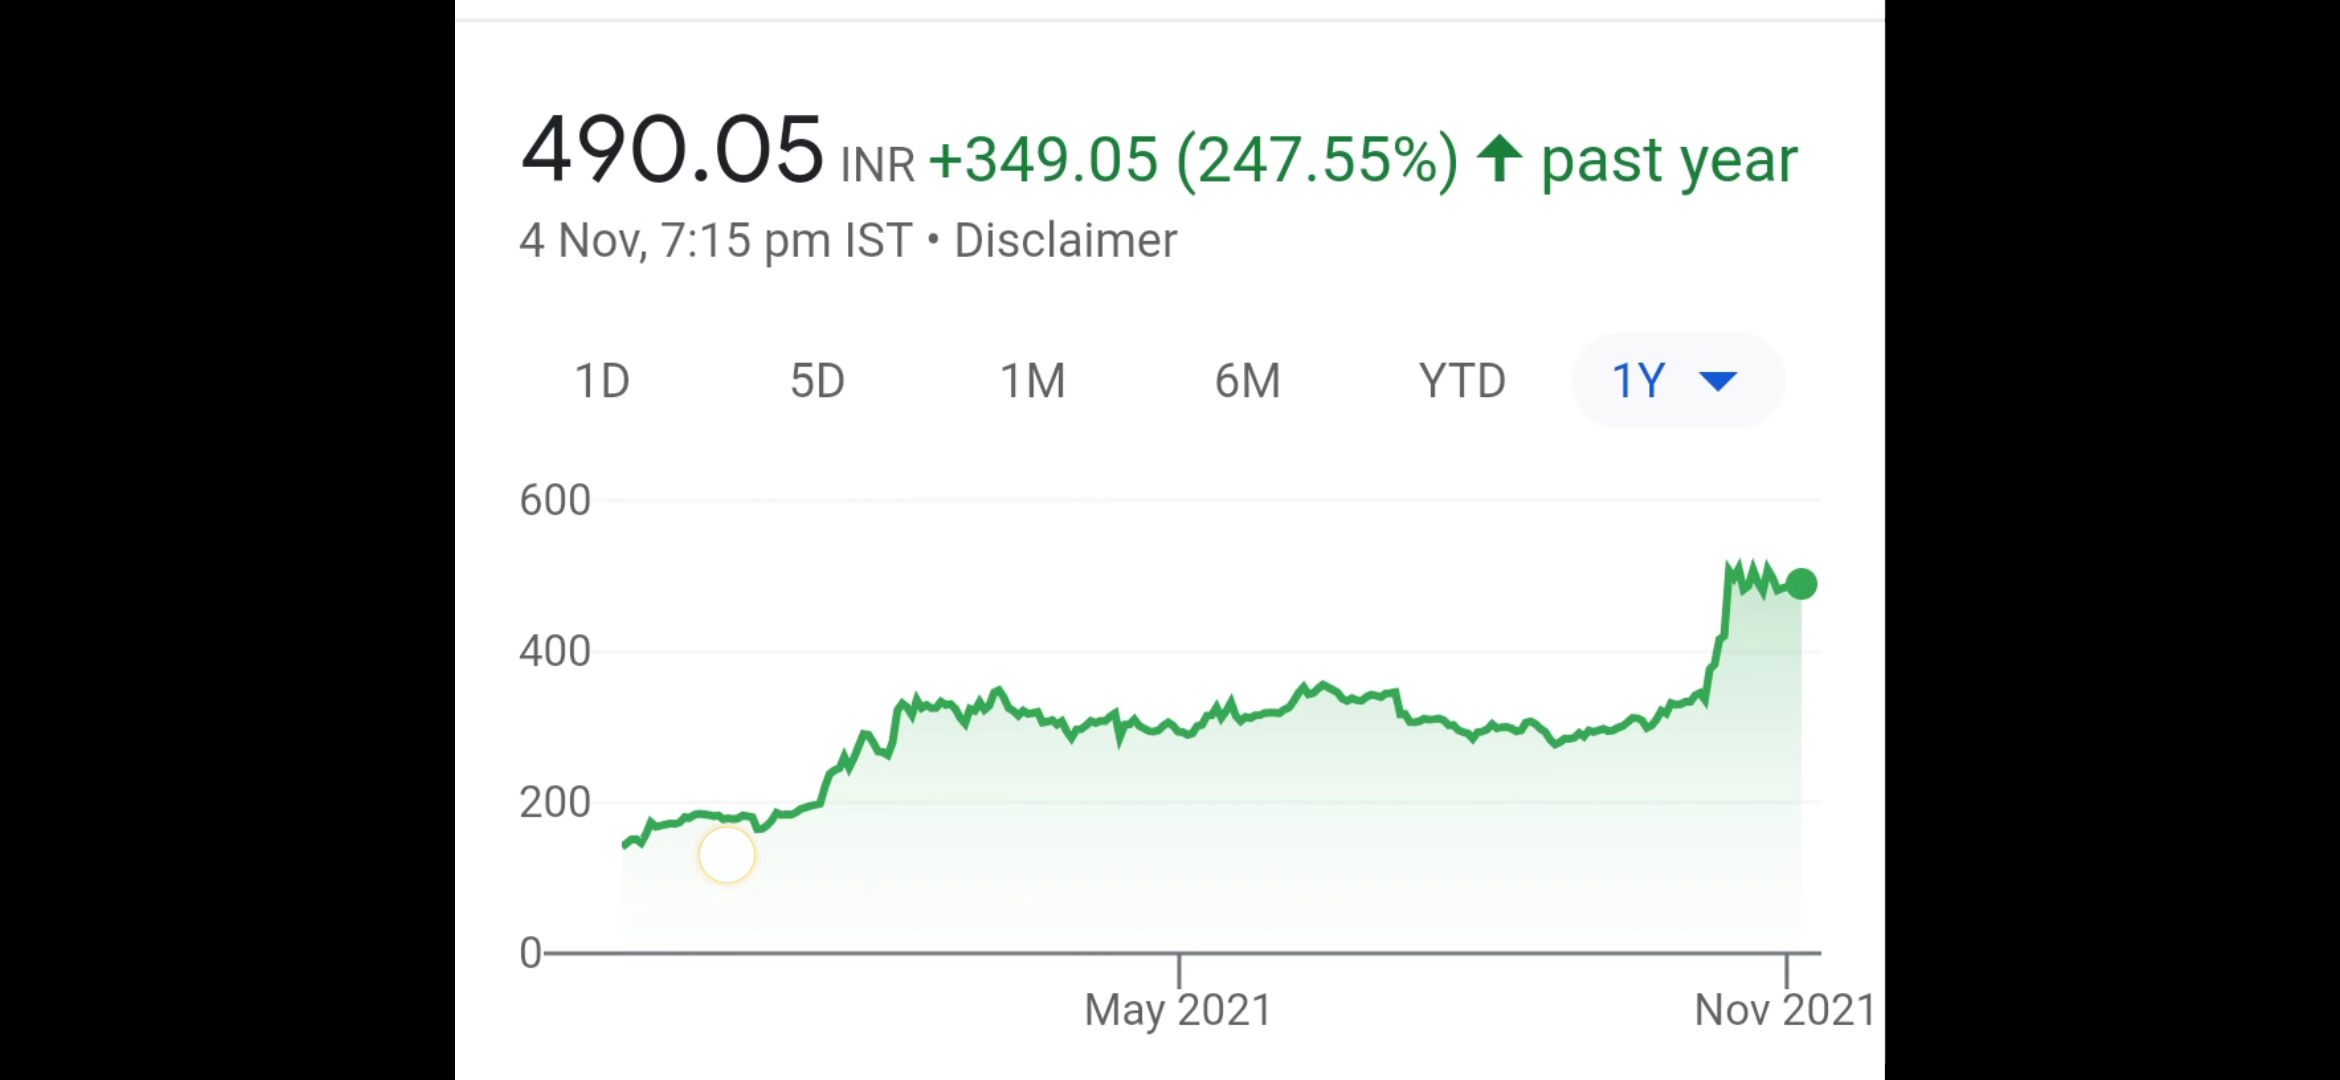 490.05 INR +349.05 (247.55%) ↑ past year
4 Nov, 7:15 pm IST • Disclaimer
1D 5D 1M 6M YTD 1Y
600
400
200
0
May 2021 Nov 2021